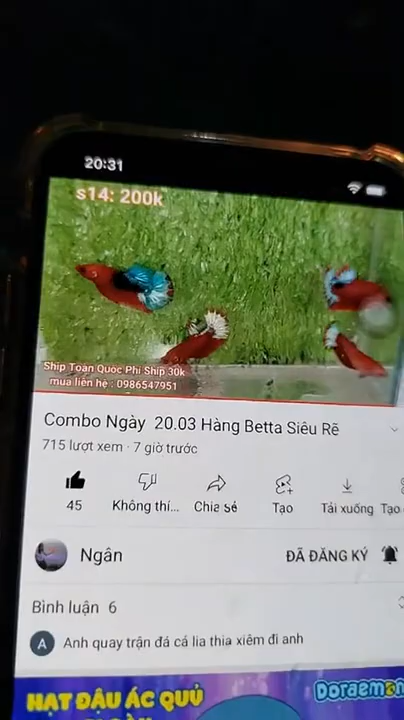 20:31
s14: 200k
Ship Toàn Quốc Phí Ship 30k
mua liên hệ : 0986547951
Combo Ngày 20.03 Hàng Betta Siêu Rẽ
715 lượt xem · 7 giờ trước
45 Không thí... Chia sẻ Tạo Tải xuống Tạo
Ngân ĐÃ ĐĂNG KÝ
Bình luận 6
A Anh quay trận đá cá lia thia xiêm đi anh
HẠT ĐẬU ÁC QUỶ Doraemon